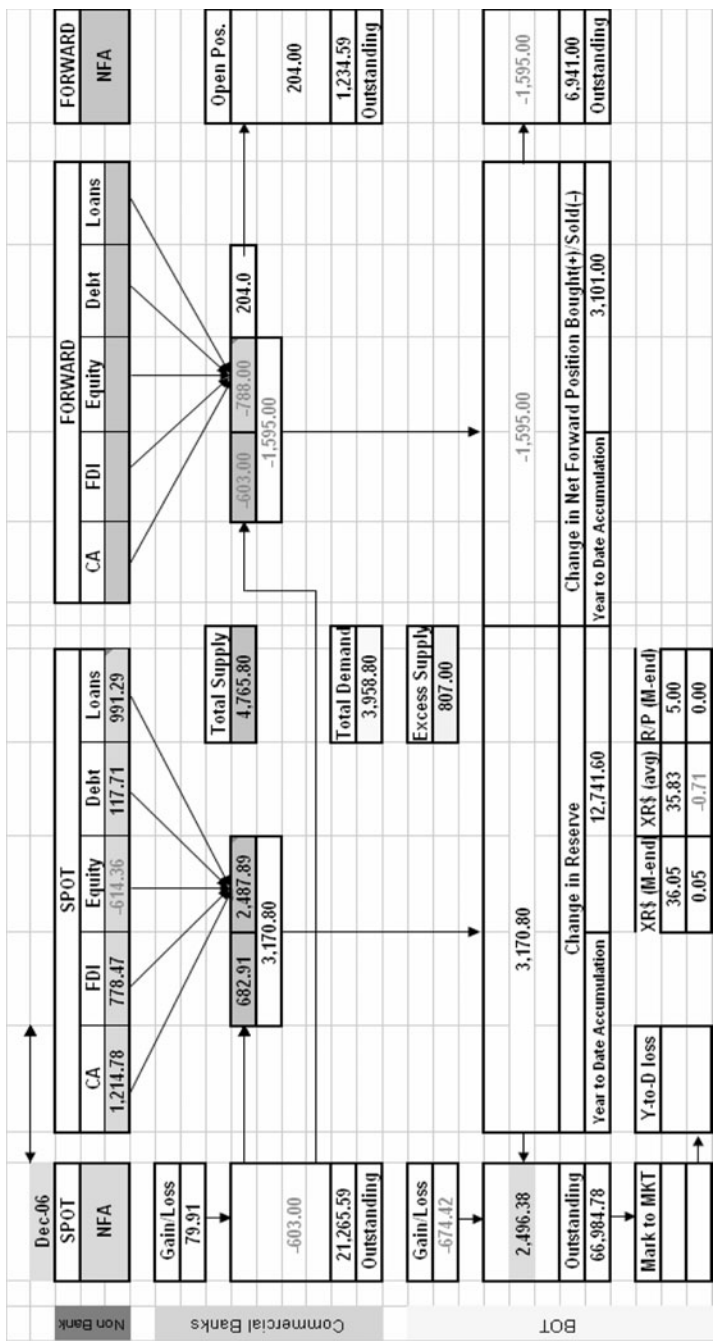 Dec-06
SPOT SPOT FORWARD FORWARD
NFA CA FDI Equity Debt Loans CA FDI Equity Debt Loans NFA
1,214.78 778.47 -614.36 117.71 991.29
Non Bank
Gain/Loss Total Supply Open Pos.
79.91 682.91 2,487.89 4,765.80 -603.00 -788.00 204.0 204.00
-603.00 3,170.80 -1,595.00
21,265.59 Total Demand 1,234.59
Outstanding 3,958.80 Outstanding
Commercial Banks
Gain/Loss Excess Supply
-674.42 807.00
2,496.38 3,170.80 -1,595.00 -1,595.00
Outstanding Change in Reserve Change in Net Forward Position Bought(+)/Sold(-) 6,941.00
66,984.78 Year to Date Accumulation 12,741.60 Year to Date Accumulation 3,101.00 Outstanding
BOT
Mark to MKT Y-to-D loss XR$ (M-end) XR$ (avg) R/P (M-end)
36.05 35.83 5.00
0.05 -0.71 0.00